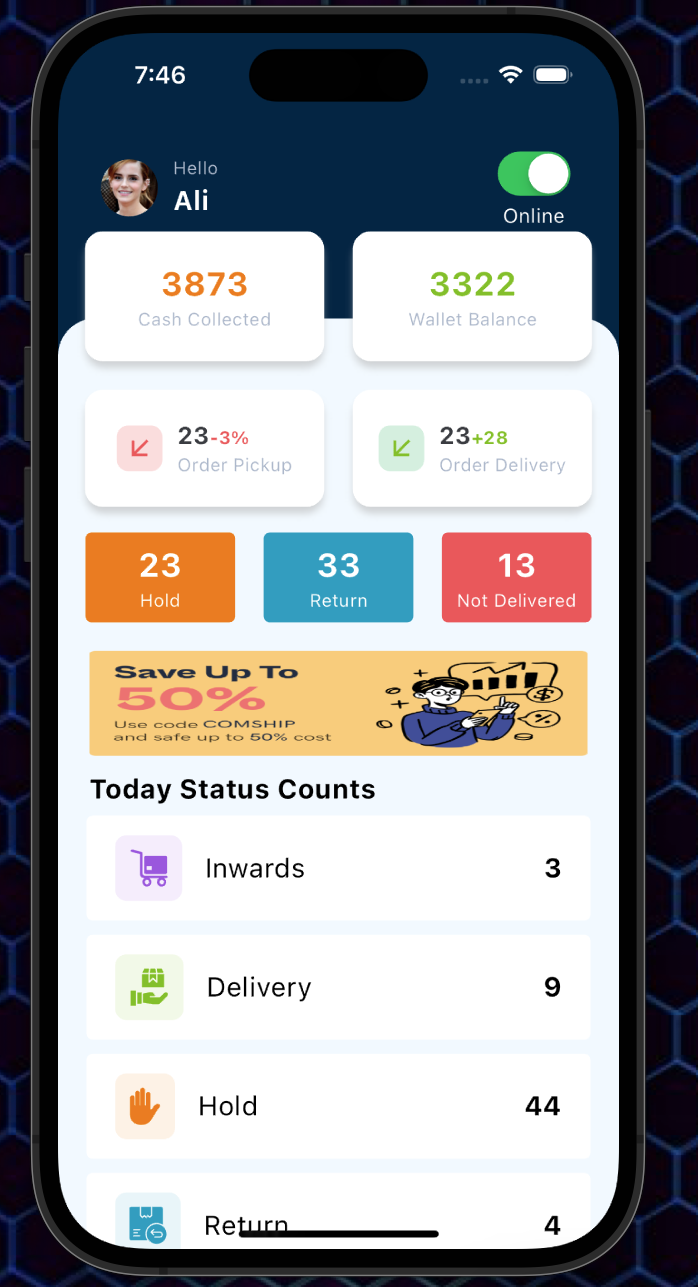 7:46
Hello
Ali
Online
3873
Cash Collected
3322
Wallet Balance
23-3%
Order Pickup
23+28
Order Delivery
23
Hold
33
Return
13
Not Delivered
Save Up To
50%
Use code COMSHIP
and safe up to 50% cost
$
%
Today Status Counts
Inwards
3
Delivery
9
Hold
44
Return
4